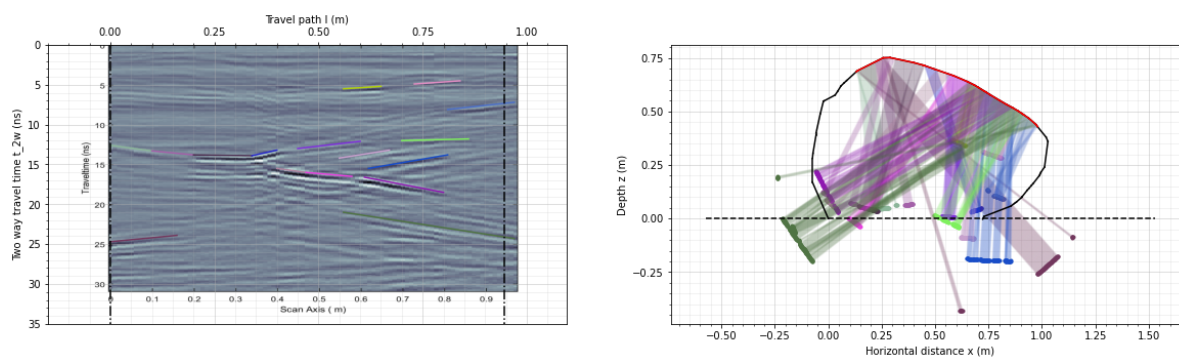 Travel path l (m)
0.00 0.25 0.50 0.75 1.00
Two way travel time t_2w (ns)
0
5
10
15
20
25
30
35
Traveltime (ns)
5
10
15
20
25
30
0 0.1 0.2 0.3 0.4 0.5 0.6 0.7 0.8 0.9
Scan Axis ( m)
Depth z (m)
0.75
0.50
0.25
0.00
−0.25
−0.50 −0.25 0.00 0.25 0.50 0.75 1.00 1.25 1.50
Horizontal distance x (m)